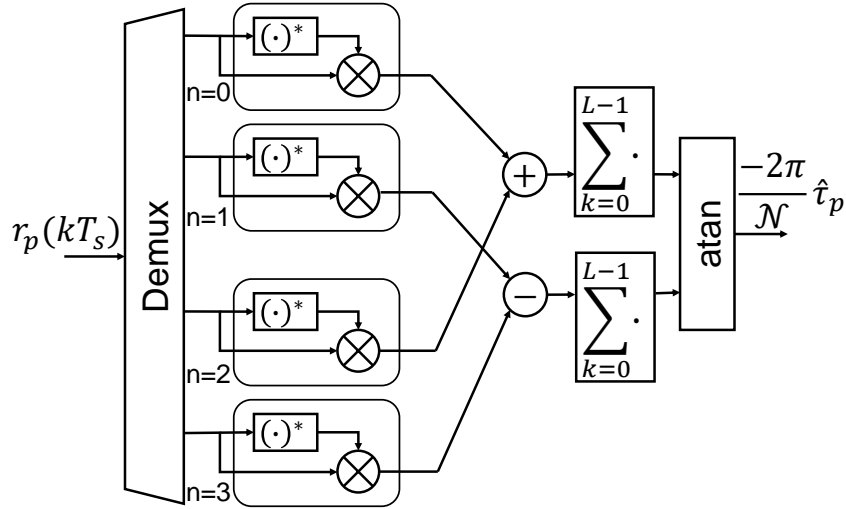 r_p(kT_s)
Demux
(·)*
n=0
(·)*
n=1
(·)*
n=2
(·)*
n=3
+
−
L−1
∑ ·
k=0
L−1
∑ ·
k=0
atan
−2π
τ̂_p
𝒩